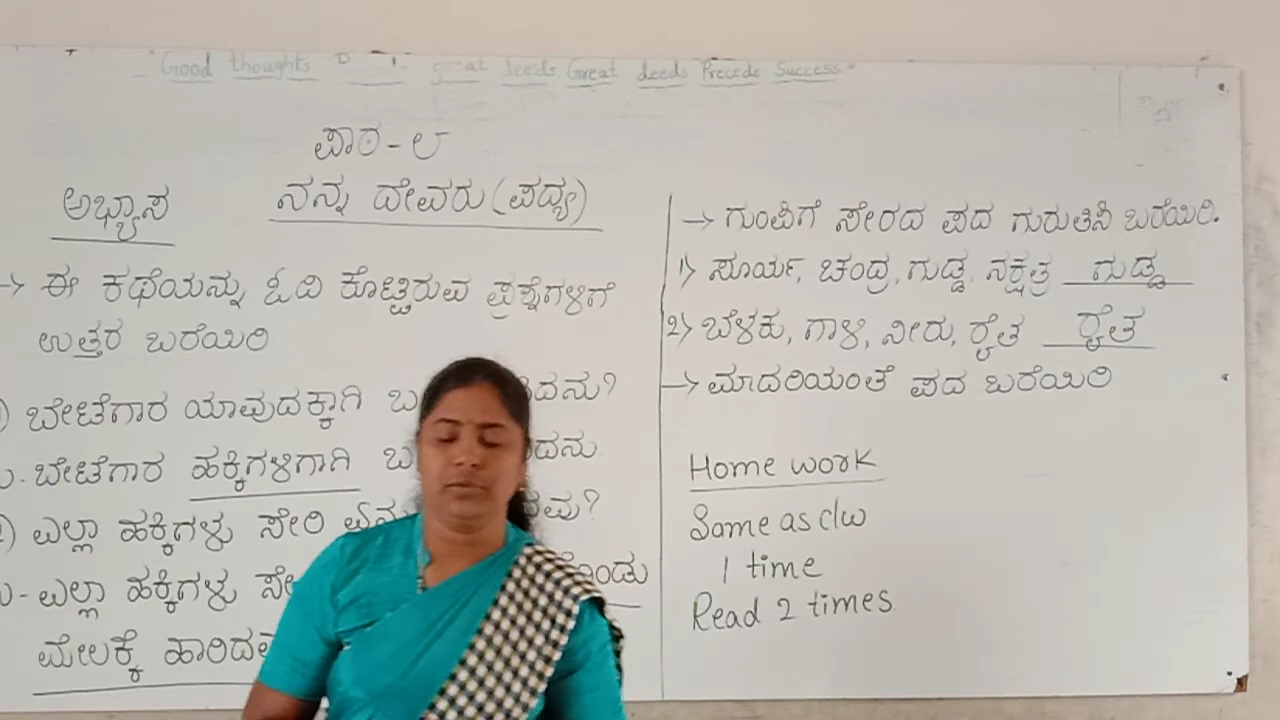 "Good thoughts great deeds Great deeds Precede Success"
ಪಾಠ - ೮
ಅಭ್ಯಾಸ ನನ್ನ ದೇವರು (ಪದ್ಯ)
→ ಈ ಕಥೆಯನ್ನು ಓದಿ ಕೊಟ್ಟಿರುವ ಪ್ರಶ್ನೆಗಳಿಗೆ
ಉತ್ತರ ಬರೆಯಿರಿ
) ಬೇಟೆಗಾರ ಯಾವುದಕ್ಕಾಗಿ
ಬೇಟೆಗಾರ ಹಕ್ಕಿಗಳಿಗಾಗಿ
) ಎಲ್ಲಾ ಹಕ್ಕಿಗಳು ಸೇರಿ
ಎಲ್ಲಾ ಹಕ್ಕಿಗಳು
ಮೇಲಕ್ಕೆ
→ ಗುಂಪಿಗೆ ಸೇರದ ಪದ ಗುರುತಿಸಿ ಬರೆಯಿರಿ.
೧) ಸೂರ್ಯ, ಚಂದ್ರ, ಗುಡ್ಡ, ನಕ್ಷತ್ರ ಗುಡ್ಡ
೨) ಬೆಳಕು, ಗಾಳಿ, ನೀರು, ರೈತ ರೈತ
→ ಮಾದರಿಯಂತೆ ಪದ ಬರೆಯಿರಿ
Home work
Same as c/w
1 time
Read 2 times